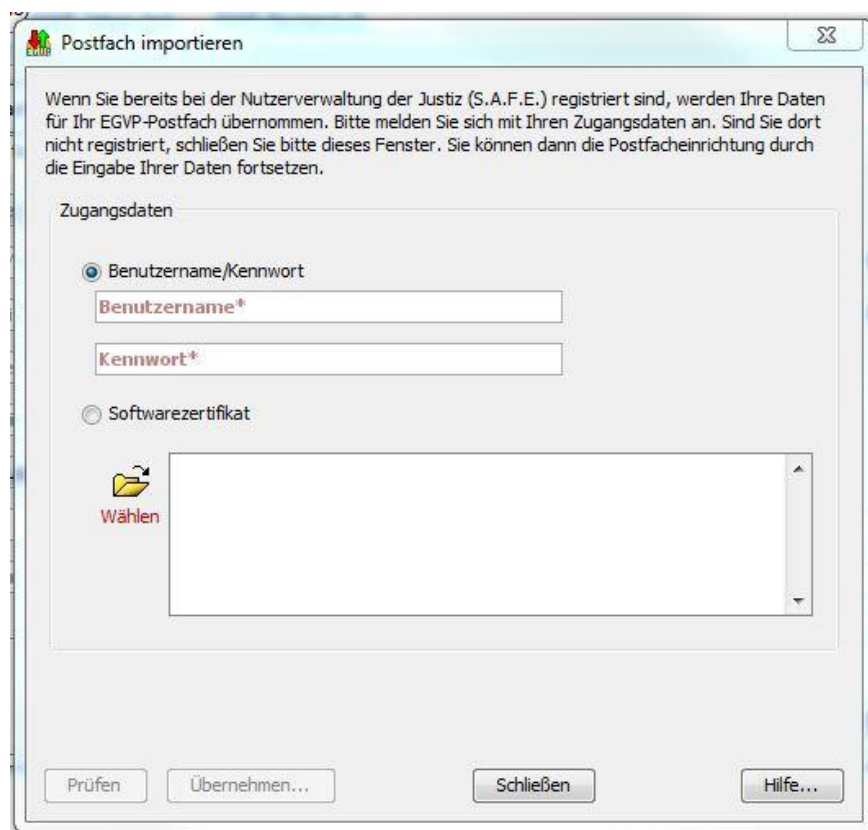 EGVP
Postfach importieren
Wenn Sie bereits bei der Nutzerverwaltung der Justiz (S.A.F.E.) registriert sind, werden Ihre Daten
für Ihr EGVP-Postfach übernommen. Bitte melden Sie sich mit Ihren Zugangsdaten an. Sind Sie dort
nicht registriert, schließen Sie bitte dieses Fenster. Sie können dann die Postfacheinrichtung durch
die Eingabe Ihrer Daten fortsetzen.
Zugangsdaten
Benutzername/Kennwort
Benutzername*
Kennwort*
Softwarezertifikat
Wählen
Prüfen Übernehmen... Schließen Hilfe...